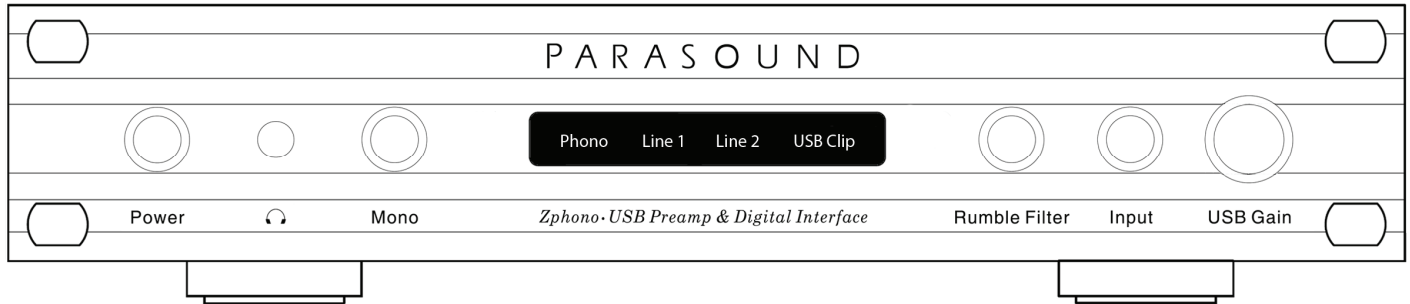 PARASOUND
Phono Line 1 Line 2 USB Clip
Power Mono Zphono·USB Preamp & Digital Interface Rumble Filter Input USB Gain